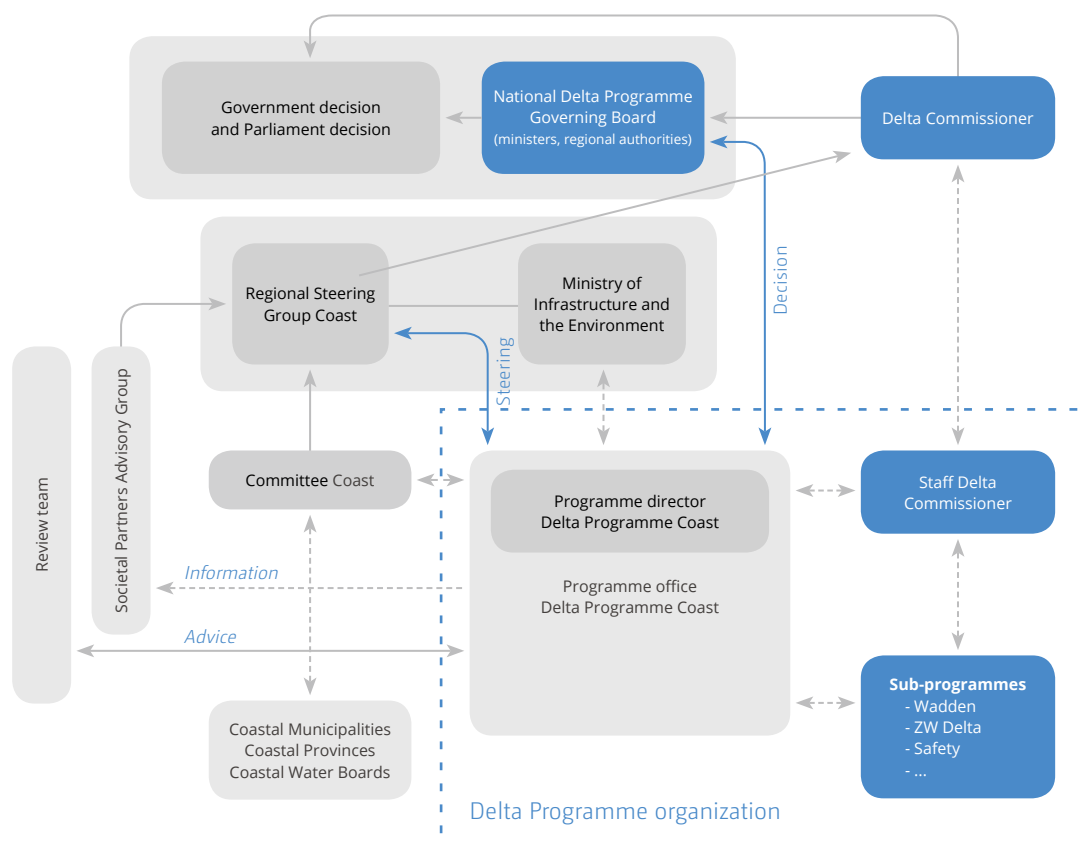 Government decision
and Parliament decision
National Delta Programme
Governing Board
(ministers, regional authorities)
Delta Commissioner
Decision
Regional Steering
Group Coast
Ministry of
Infrastructure and
the Environment
Steering
Review team
Societal Partners Advisory Group
Committee Coast
Programme director
Delta Programme Coast
Staff Delta
Commissioner
Information
Programme office
Delta Programme Coast
Advice
Sub-programmes
- Wadden
- ZW Delta
- Safety
- ...
Coastal Municipalities
Coastal Provinces
Coastal Water Boards
Delta Programme organization